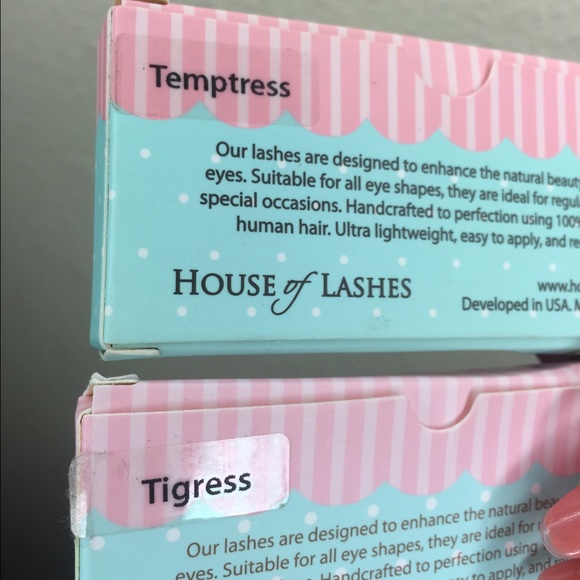 Temptress
Our lashes are designed to enhance the natural beauty
eyes. Suitable for all eye shapes, they are ideal for
special occasions. Handcrafted to perfection using 100%
human hair. Ultra lightweight, easy to apply, and
HOUSE of LASHES
Developed in USA.
Tigress
Our lashes are designed to enhance the natural
eyes. Suitable for all eye shapes, they are ideal for
Handcrafted to perfection using
to apply, and